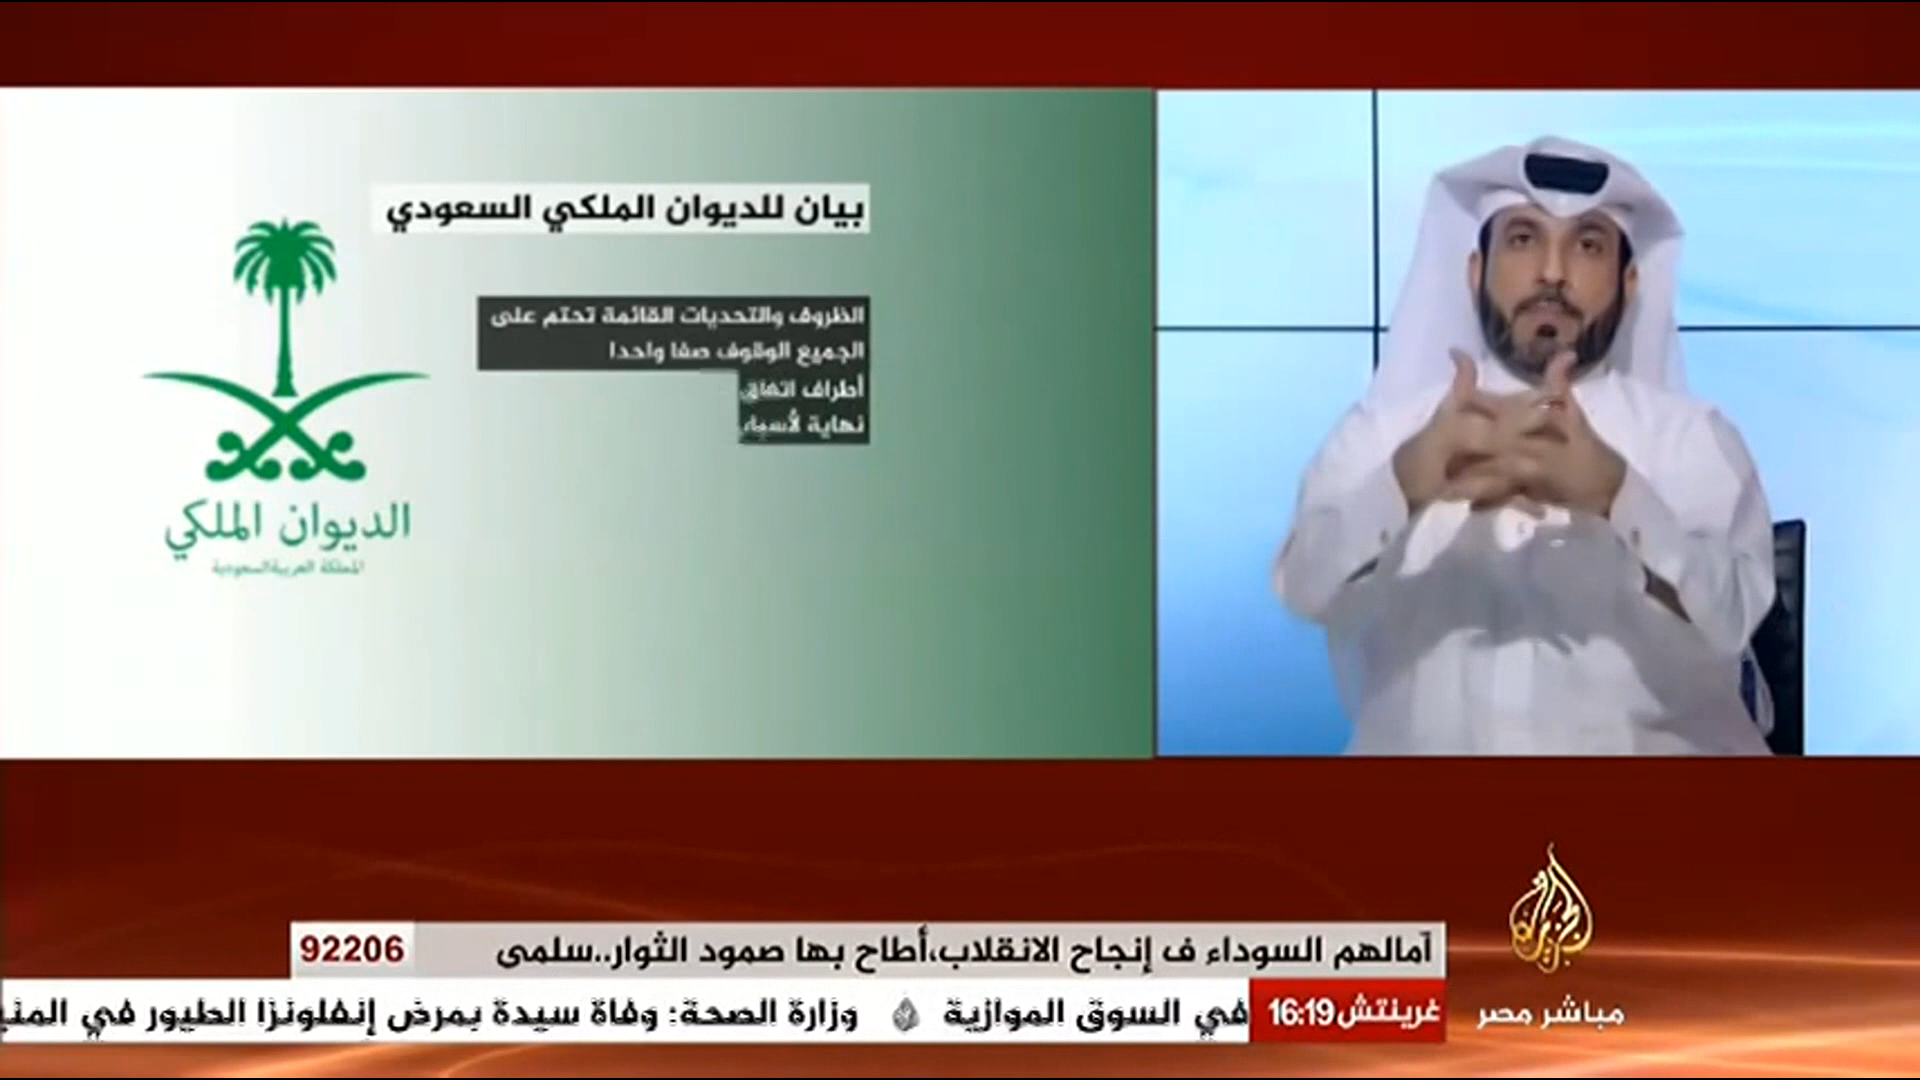 بيان للديوان الملكي السعودي
الظروف والتحديات القائمة تحتم على
الجميع الوقوف صفا واحدا
أطراف اتفاق
نهاية لأسباب
الديوان الملكي
المملكة العربية السعودية
الجزيرة
مباشر مصر
آمالهم السوداء ف إنجاح الانقلاب،أطاح بها صمود الثوار..سلمى
92206
غرينتش 16:19
في السوق الموازية
وزارة الصحة: وفاة سيدة بمرض إنفلونزا الطيور في